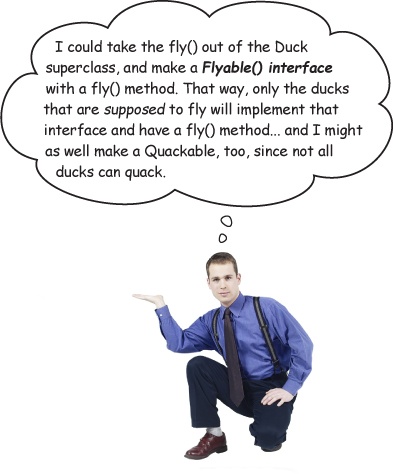 I could take the fly() out of the Duck
superclass, and make a Flyable() interface
with a fly() method. That way, only the ducks
that are supposed to fly will implement that
interface and have a fly() method... and I might
as well make a Quackable, too, since not all
ducks can quack.